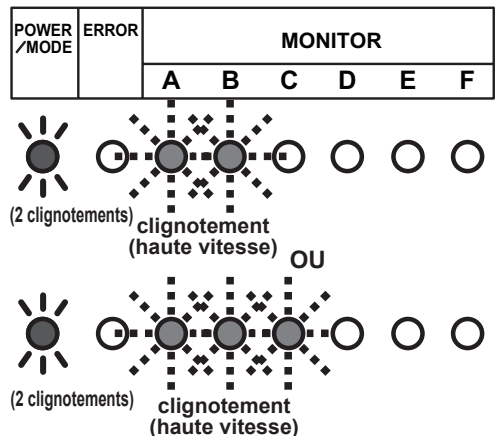 POWER
/MODE
ERROR
MONITOR
A B C D E F
(2 clignotements)
clignotement
(haute vitesse)
OU
(2 clignotements)
clignotement
(haute vitesse)